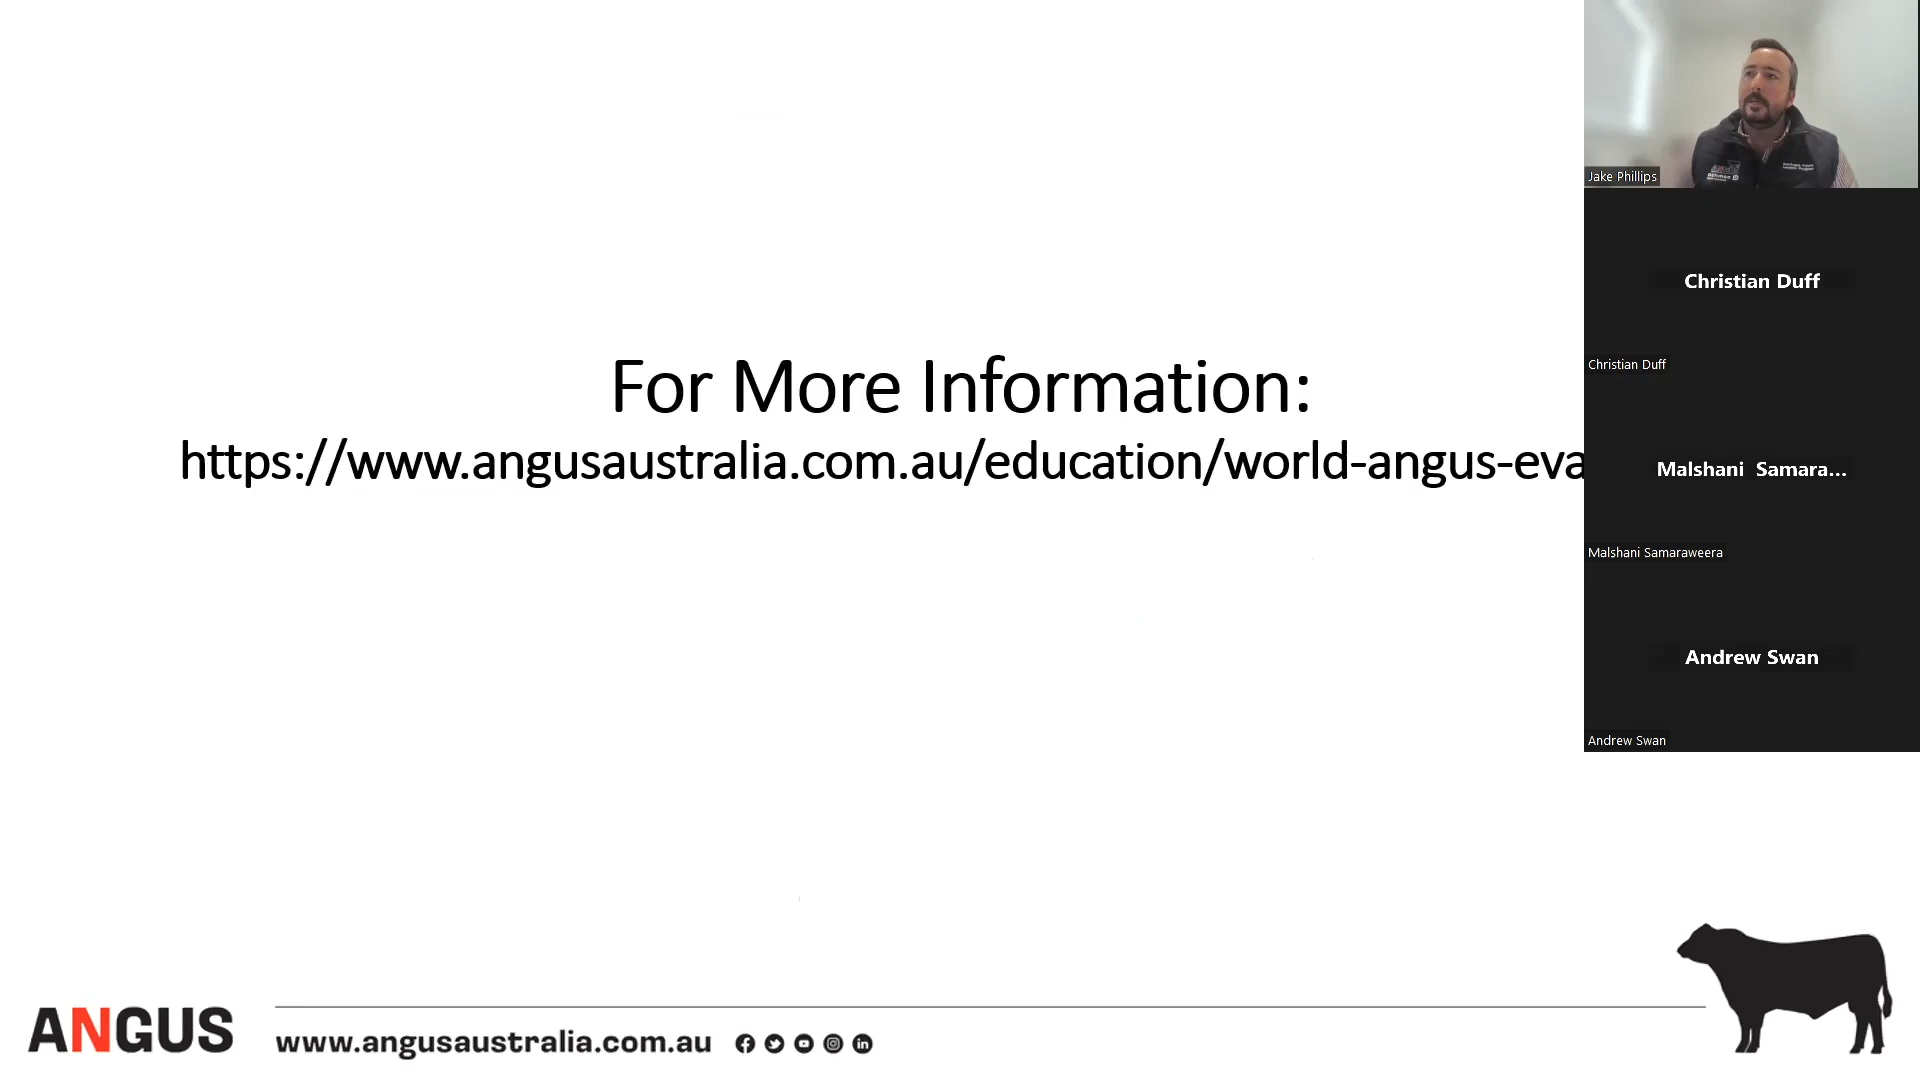 For More Information:
https://www.angusaustralia.com.au/education/world-angus-eva
Jake Phillips
Christian Duff
Christian Duff
Malshani Samara...
Malshani Samaraweera
Andrew Swan
Andrew Swan
ANGUS
www.angusaustralia.com.au